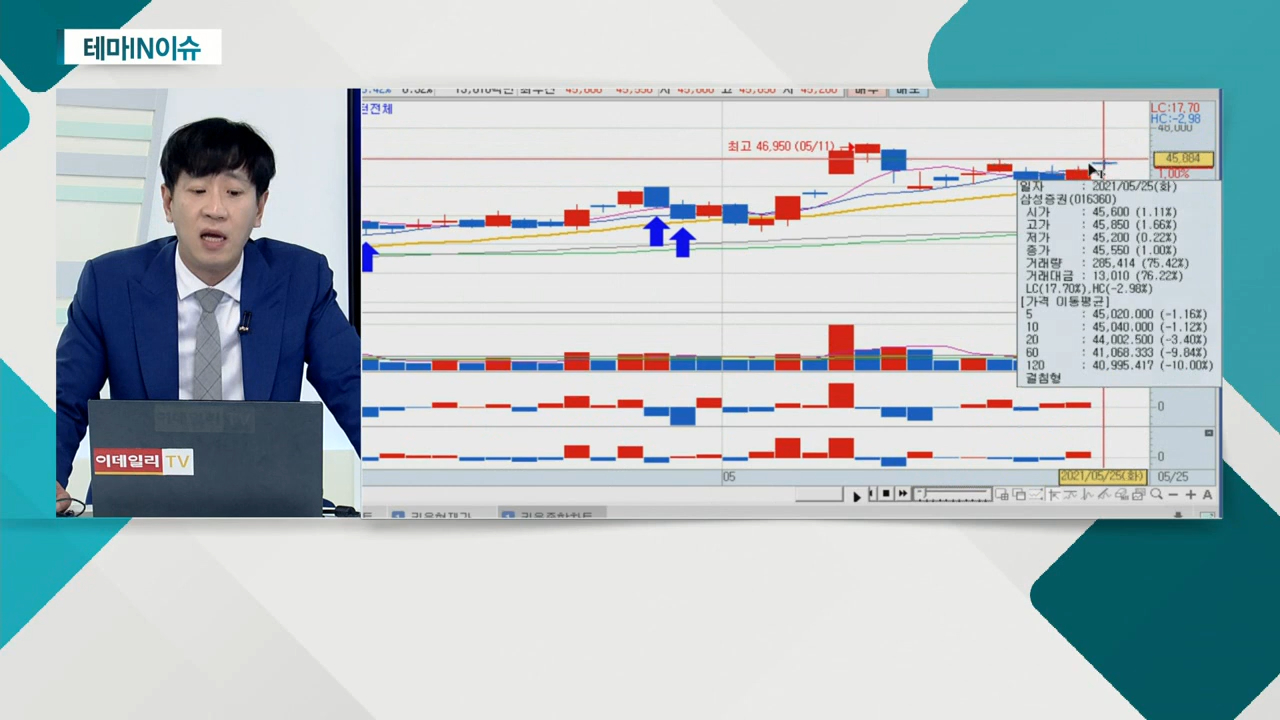 테마IN이슈
전체
최고 46,950 (05/11)
LC:17.70
HC:-2.98
46,000
45,884
1.00%
일자 : 2021/05/25(화)
삼성증권(016360)
시가 : 45,600 (1.11%)
고가 : 45,850 (1.66%)
저가 : 45,200 (0.22%)
종가 : 45,550 (1.00%)
거래량 : 285,414 (75.42%)
거래대금 : 13,010 (76.22%)
LC(17.70%),HC(-2.98%)
[가격 이동평균]
5 : 45,020.000 (-1.16%)
10 : 45,040.000 (-1.12%)
20 : 44,002.500 (-3.40%)
60 : 41,068.333 (-9.84%)
120 : 40,995.417 (-10.00%)
걸침형
0
0
05
2021/05/25(화)
05/25
A
이데일리 TV